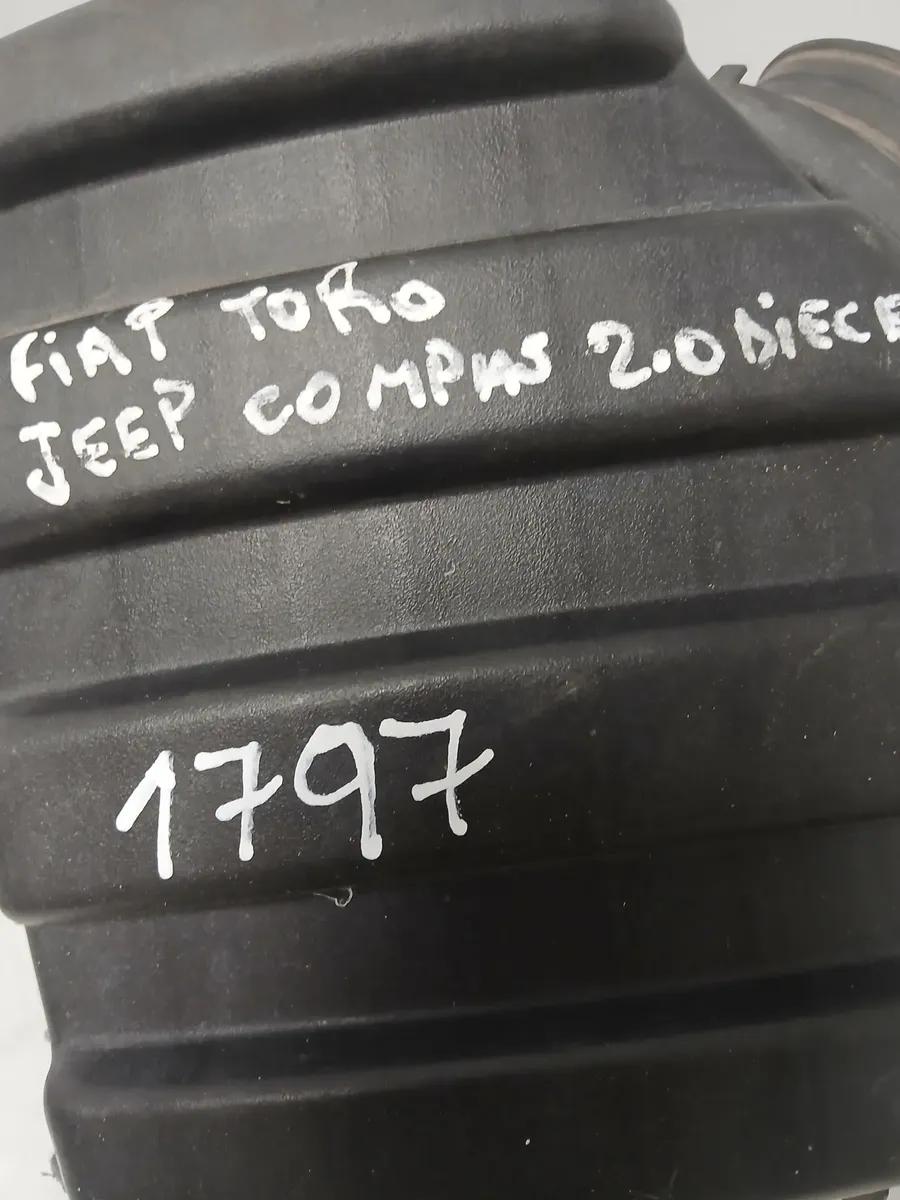 FiAT TORO
JEEP COMPAS 2.0 DiECE
1797